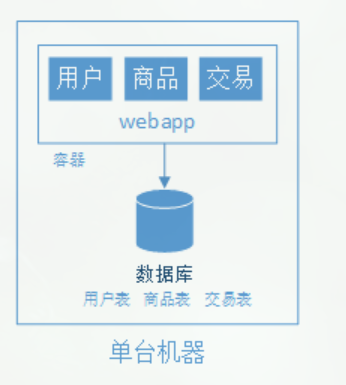 用户 商品 交易
webapp
容器
数据库
用户表 商品表 交易表
单台机器